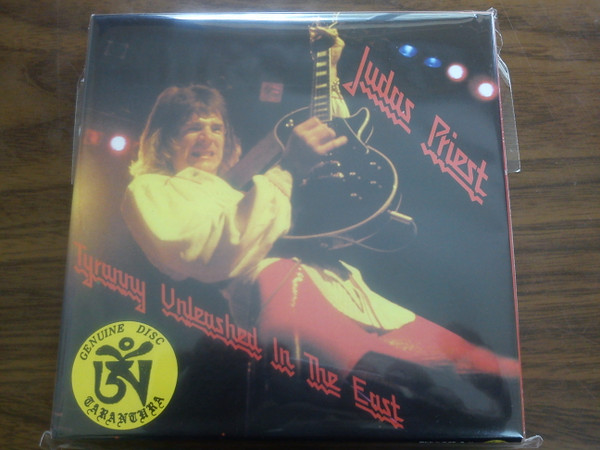 Judas Priest
Tyranny Unleashed In The East
GENUINE DISC
TARANTURA